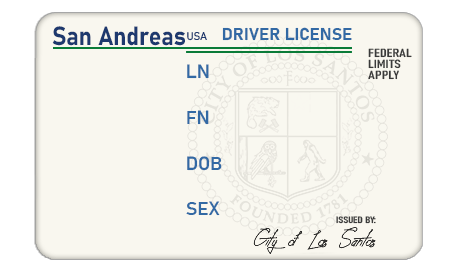 San Andreas USA DRIVER LICENSE
FEDERAL
LIMITS
APPLY
LN
FN
DOB
SEX
CITY OF LOS SANTOS
FOUNDED 1781
ISSUED BY:
City of Los Santos